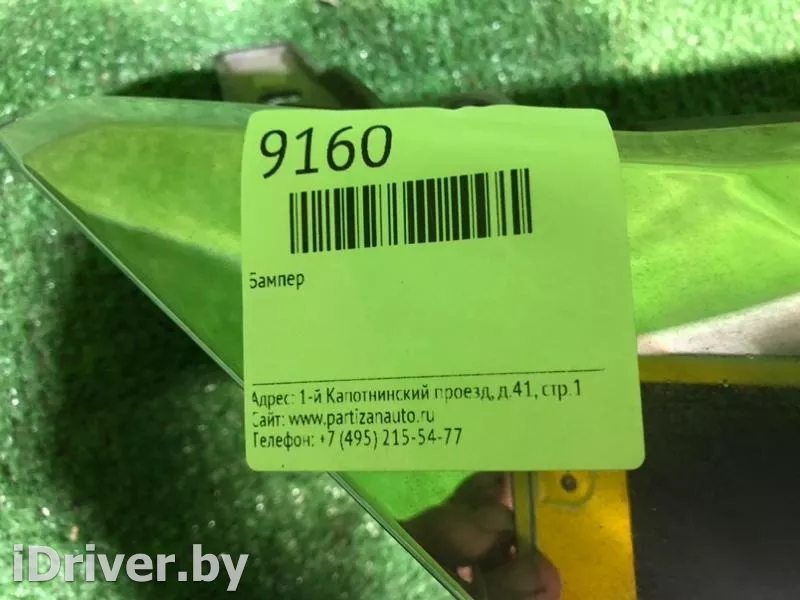 9160
Бампер
Адрес: 1-й Капотнинский проезд, д.41, стр.1
Сайт: www.partizanauto.ru
Телефон: +7 (495) 215-54-77
iDriver.by